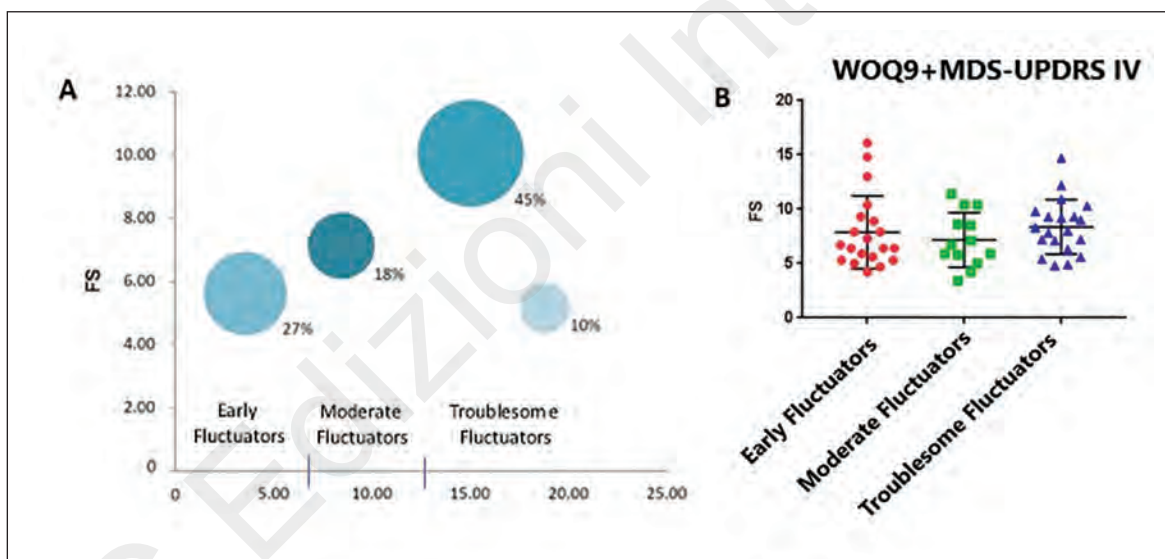 A
12.00
10.00
8.00
6.00
4.00
2.00
0
FS
45%
18%
27%
10%
Early
Fluctuators
Moderate
Fluctuators
Troublesome
Fluctuators
0
5.00
10.00
15.00
20.00
25.00
WOQ9+MDS-UPDRS IV
B
20
15
10
5
0
FS
Early Fluctuators
Moderate Fluctuators
Troublesome Fluctuators
Edizioni Int